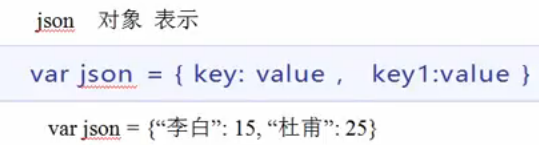 json 对象 表示
var json = { key: value , key1:value }
var json = {“李白”: 15, “杜甫”: 25}